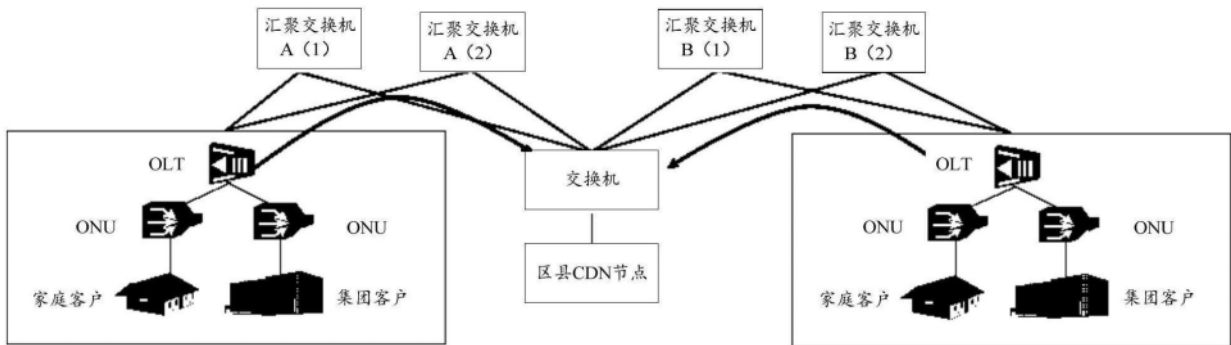 汇聚交换机
A（1）
汇聚交换机
A（2）
汇聚交换机
B（1）
汇聚交换机
B（2）
OLT
交换机
OLT
ONU
ONU
ONU
ONU
区县CDN节点
家庭客户
集团客户
家庭客户
集团客户